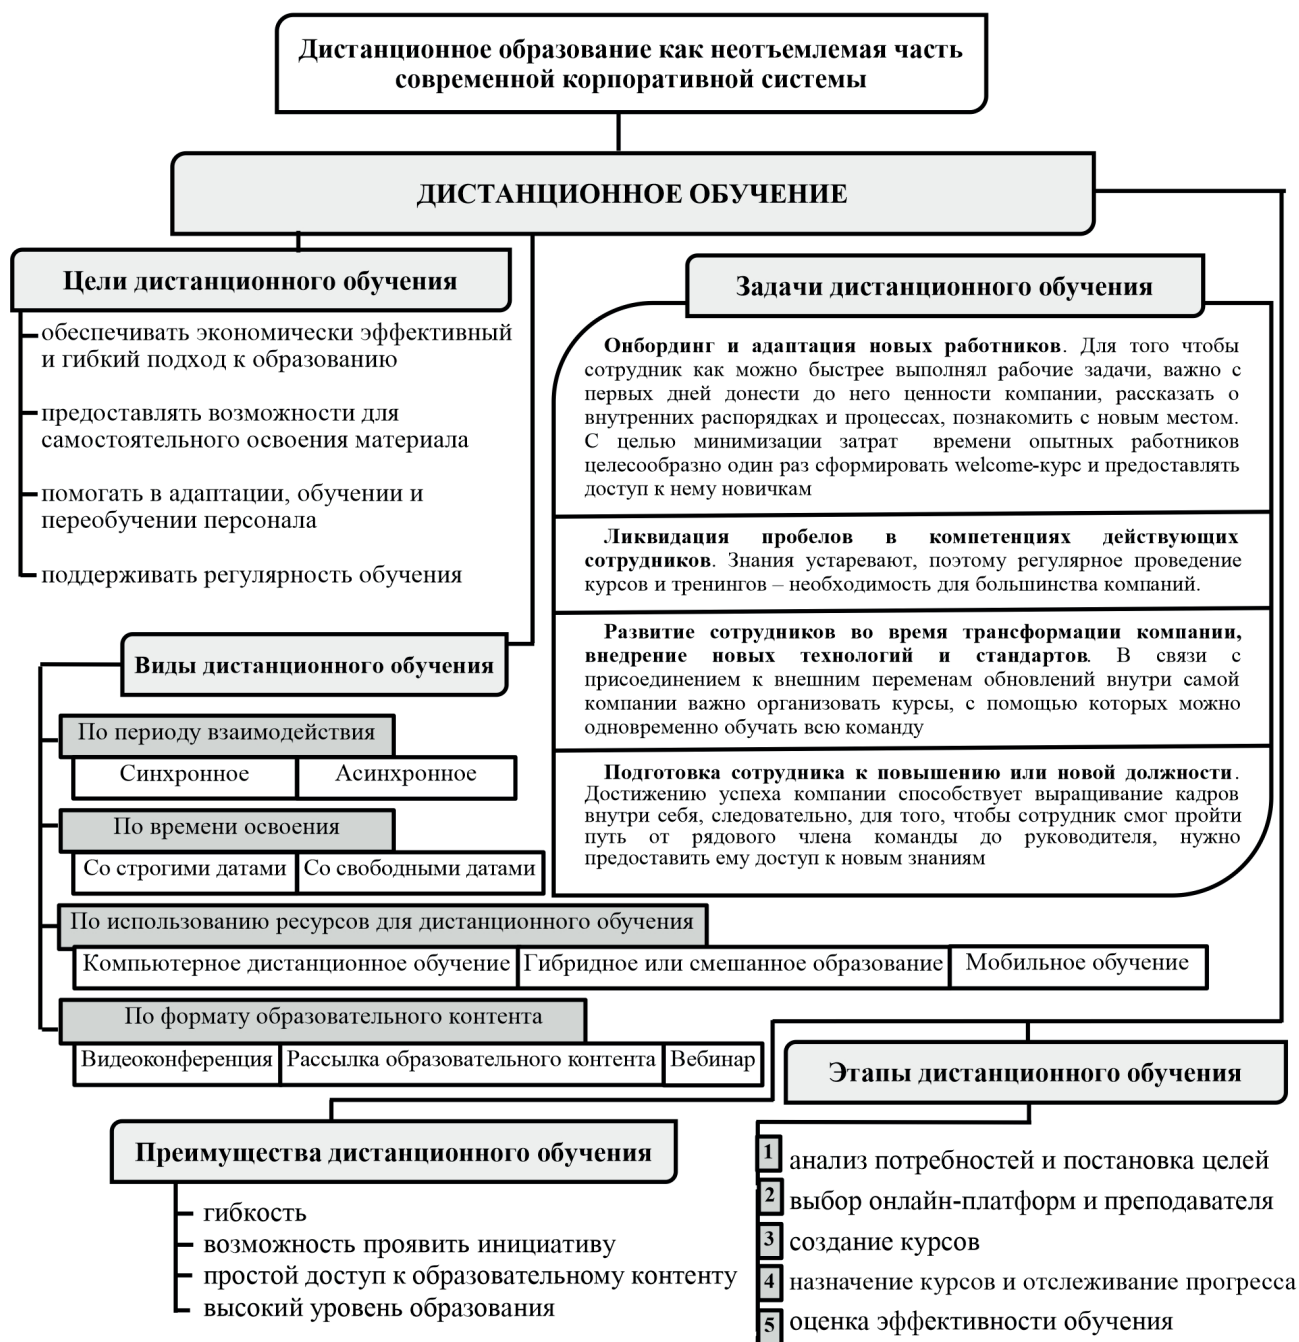 Дистанционное образование как неотъемлемая часть
современной корпоративной системы
ДИСТАНЦИОННОЕ ОБУЧЕНИЕ
Цели дистанционного обучения
обеспечивать экономически эффективный
и гибкий подход к образованию
предоставлять возможности для
самостоятельного освоения материала
помогать в адаптации, обучении и
переобучении персонала
поддерживать регулярность обучения
Задачи дистанционного обучения
Онбординг и адаптация новых работников. Для того чтобы
сотрудник как можно быстрее выполнял рабочие задачи, важно с
первых дней донести до него ценности компании, рассказать о
внутренних распорядках и процессах, познакомить с новым местом.
С целью минимизации затрат времени опытных работников
целесообразно один раз сформировать welcome-курс и предоставлять
доступ к нему новичкам
Ликвидация пробелов в компетенциях действующих
сотрудников. Знания устаревают, поэтому регулярное проведение
курсов и тренингов – необходимость для большинства компаний.
Развитие сотрудников во время трансформации компании,
внедрение новых технологий и стандартов. В связи с
присоединением к внешним переменам обновлений внутри самой
компании важно организовать курсы, с помощью которых можно
одновременно обучать всю команду
Подготовка сотрудника к повышению или новой должности.
Достижению успеха компании способствует выращивание кадров
внутри себя, следовательно, для того, чтобы сотрудник смог пройти
путь от рядового члена команды до руководителя, нужно
предоставить ему доступ к новым знаниям
Виды дистанционного обучения
По периоду взаимодействия
Синхронное Асинхронное
По времени освоения
Со строгими датами Со свободными датами
По использованию ресурсов для дистанционного обучения
Компьютерное дистанционное обучение Гибридное или смешанное образование Мобильное обучение
По формату образовательного контента
Видеоконференция Рассылка образовательного контента Вебинар
Преимущества дистанционного обучения
гибкость
возможность проявить инициативу
простой доступ к образовательному контенту
высокий уровень образования
Этапы дистанционного обучения
1 анализ потребностей и постановка целей
2 выбор онлайн-платформ и преподавателя
3 создание курсов
4 назначение курсов и отслеживание прогресса
5 оценка эффективности обучения